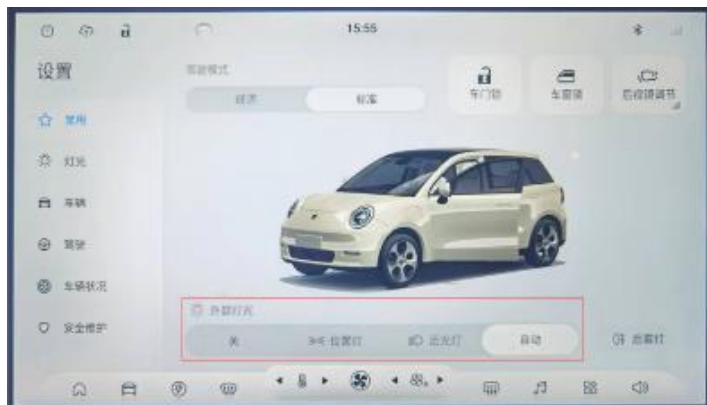 15:55
设置
驾驶模式
经济 标准
车门锁 车窗锁 后视镜调节
常用
灯光
车辆
驾驶
车辆状况
安全维护
外部灯光
关 位置灯 近光灯 自动 后雾灯